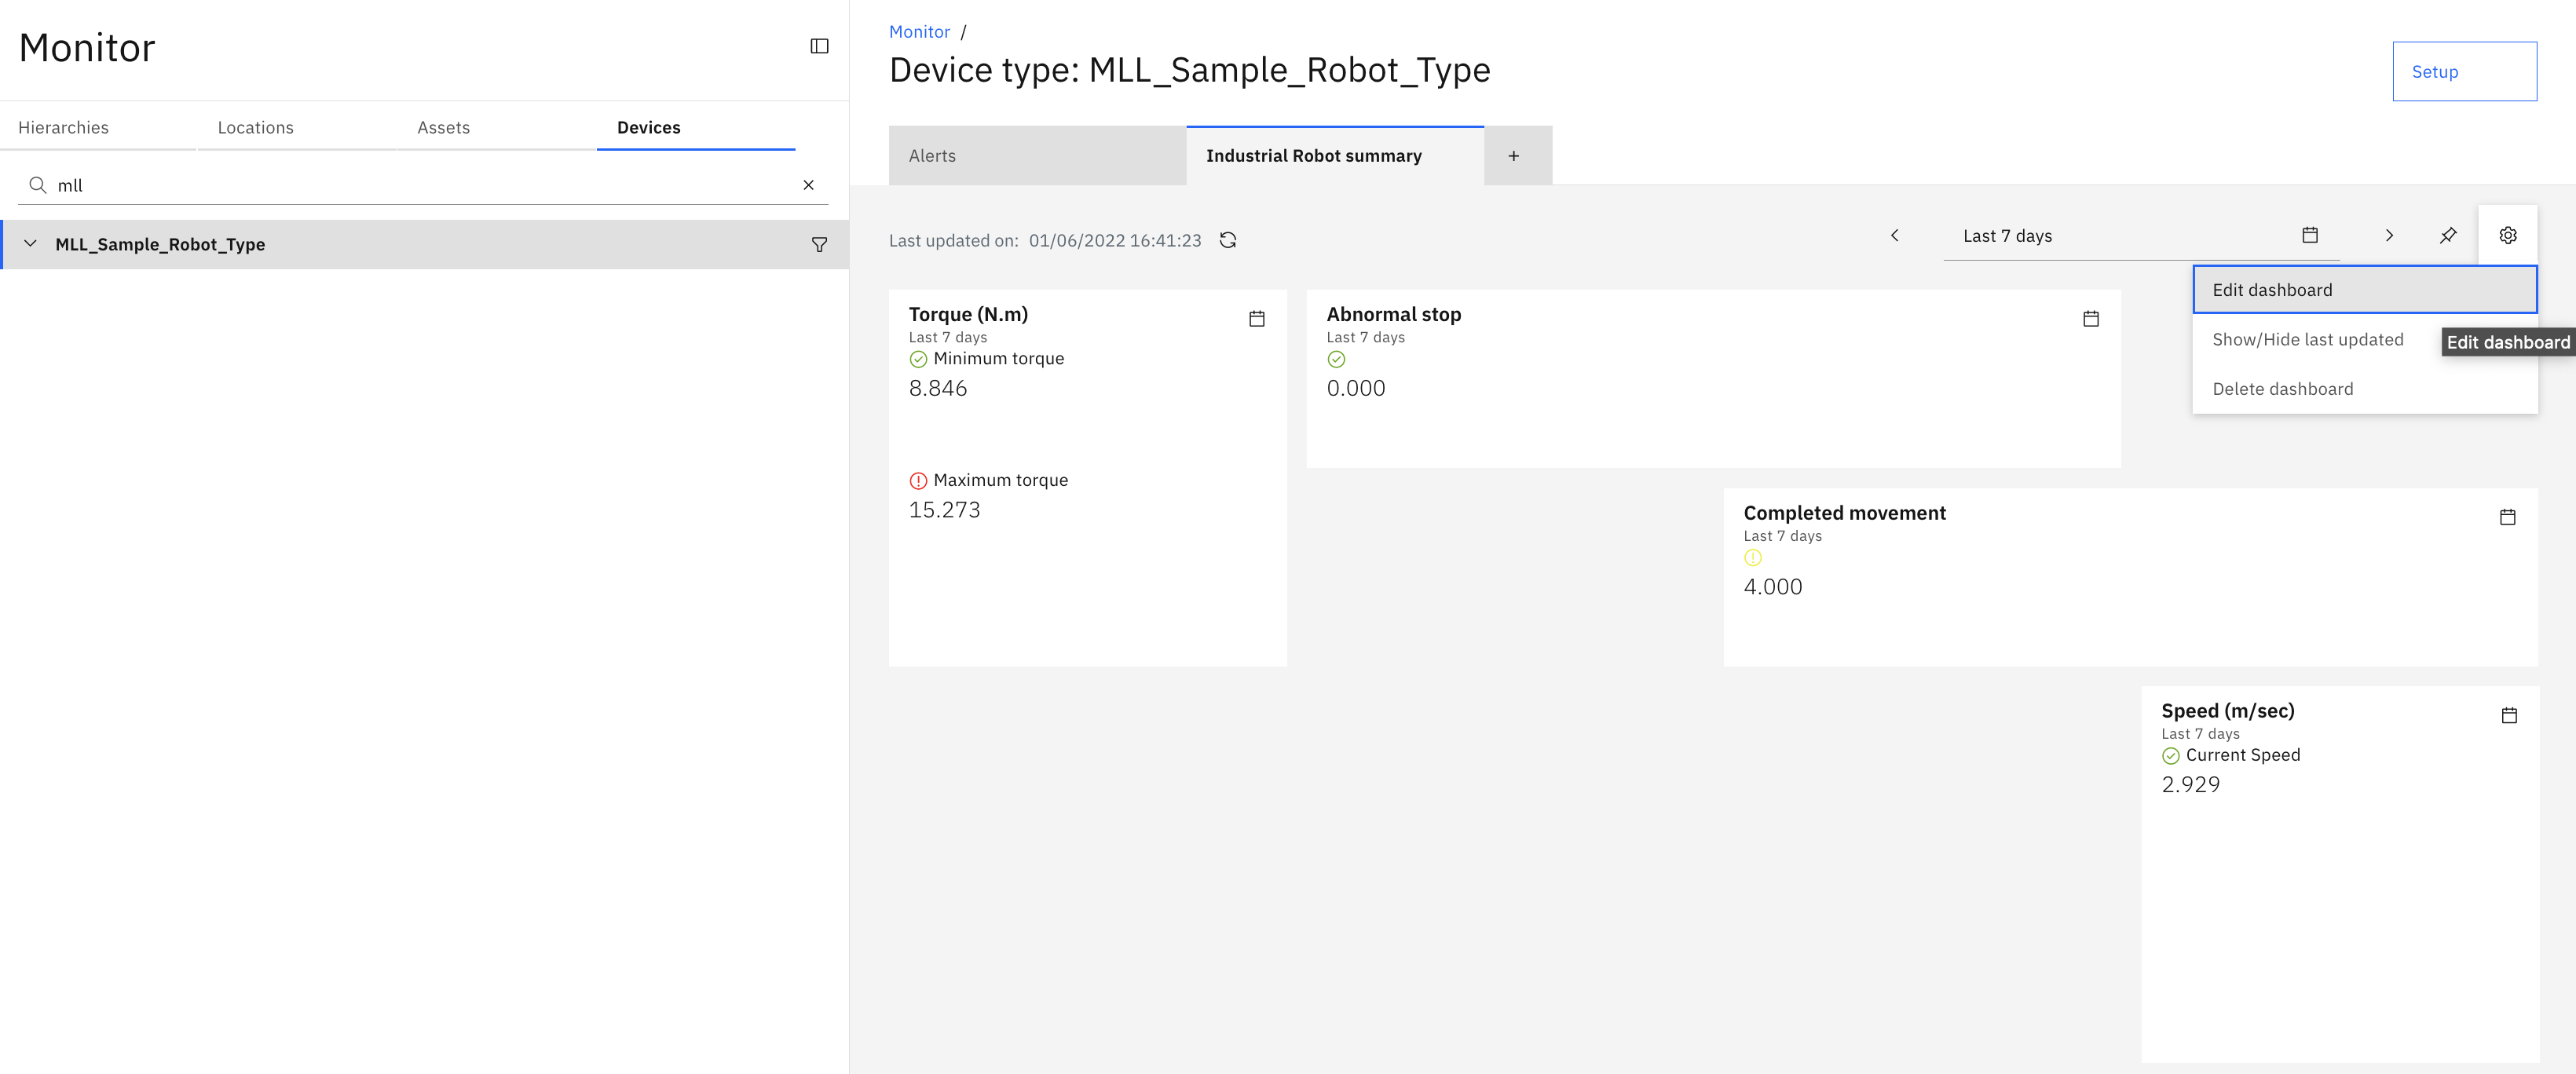 Monitor
Hierarchies
Locations
Assets
Devices
mll
MLL_Sample_Robot_Type
Monitor /
Device type: MLL_Sample_Robot_Type
Setup
Alerts
Industrial Robot summary
+
Last updated on: 01/06/2022 16:41:23
Last 7 days
Edit dashboard
Show/Hide last updated
Edit dashboard
Delete dashboard
Torque (N.m)
Last 7 days
Minimum torque
8.846
Maximum torque
15.273
Abnormal stop
Last 7 days
0.000
Completed movement
Last 7 days
4.000
Speed (m/sec)
Last 7 days
Current Speed
2.929